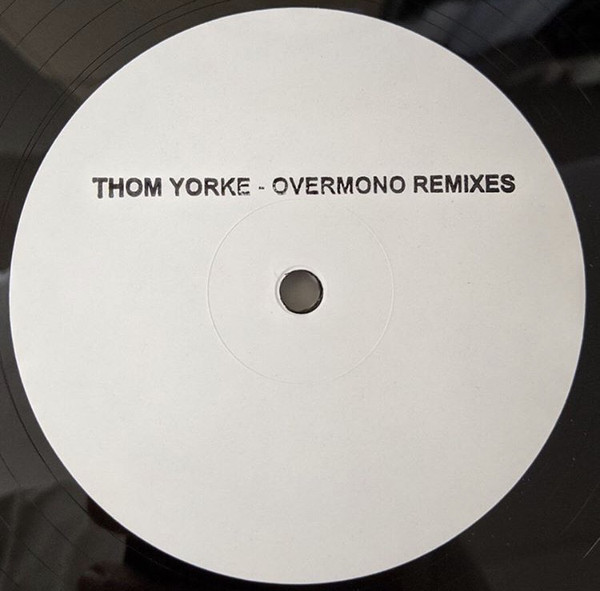 THOM YORKE - OVERMONO REMIXES